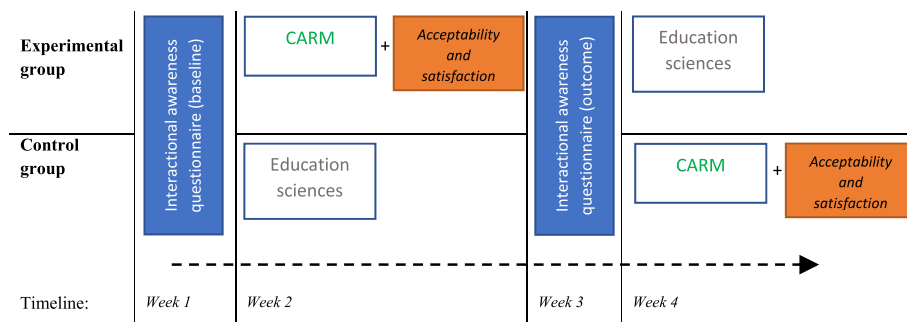 Experimental
group
Interactional awareness
questionnaire (baseline)
CARM
+
Acceptability
and
satisfaction
Interactional awareness
questionnaire (outcome)
Education
sciences
Control
group
Education
sciences
CARM
+
Acceptability
and
satisfaction
Timeline:
Week 1
Week 2
Week 3
Week 4